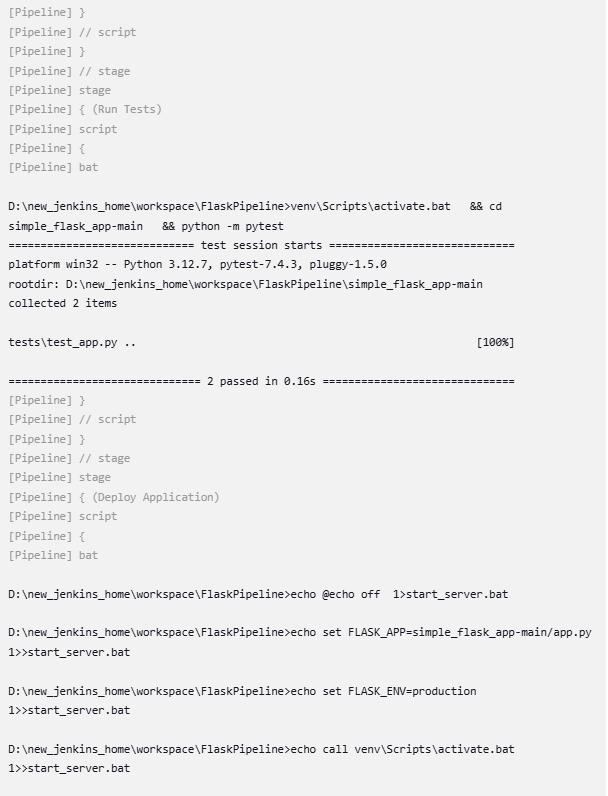 [Pipeline] }
[Pipeline] // script
[Pipeline] }
[Pipeline] // stage
[Pipeline] stage
[Pipeline] { (Run Tests)
[Pipeline] script
[Pipeline] {
[Pipeline] bat
D:\new_jenkins_home\workspace\FlaskPipeline>venv\Scripts\activate.bat   && cd
simple_flask_app-main   && python -m pytest
============================= test session starts =============================
platform win32 -- Python 3.12.7, pytest-7.4.3, pluggy-1.5.0
rootdir: D:\new_jenkins_home\workspace\FlaskPipeline\simple_flask_app-main
collected 2 items
tests\test_app.py ..                                                     [100%]
============================== 2 passed in 0.16s ==============================
[Pipeline] }
[Pipeline] // script
[Pipeline] }
[Pipeline] // stage
[Pipeline] stage
[Pipeline] { (Deploy Application)
[Pipeline] script
[Pipeline] {
[Pipeline] bat
D:\new_jenkins_home\workspace\FlaskPipeline>echo @echo off  1>start_server.bat
D:\new_jenkins_home\workspace\FlaskPipeline>echo set FLASK_APP=simple_flask_app-main/app.py
1>>start_server.bat
D:\new_jenkins_home\workspace\FlaskPipeline>echo set FLASK_ENV=production
1>>start_server.bat
D:\new_jenkins_home\workspace\FlaskPipeline>echo call venv\Scripts\activate.bat
1>>start_server.bat